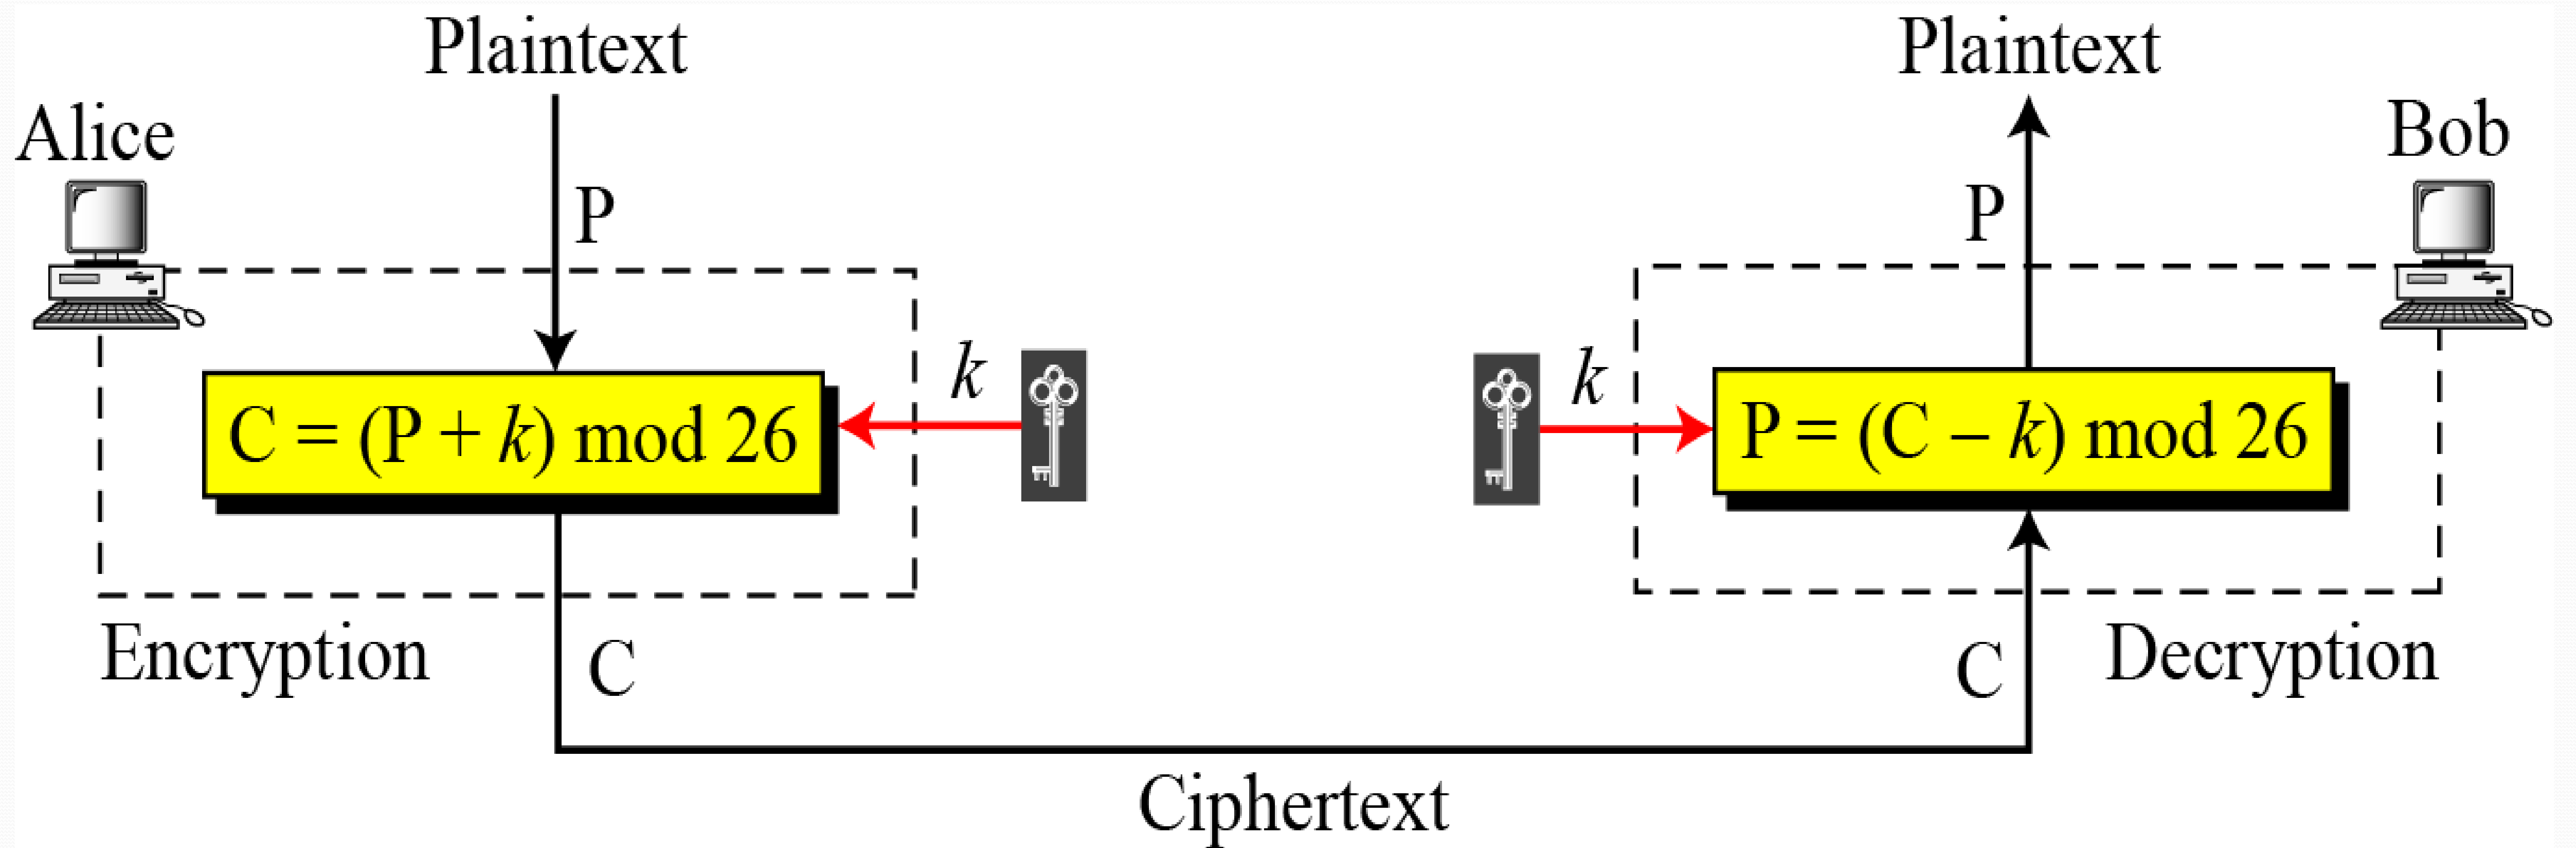 Plaintext
Plaintext
Alice
Bob
P
P
k
k
C = (P + k) mod 26
P = (C – k) mod 26
Encryption
C
C
Decryption
Ciphertext